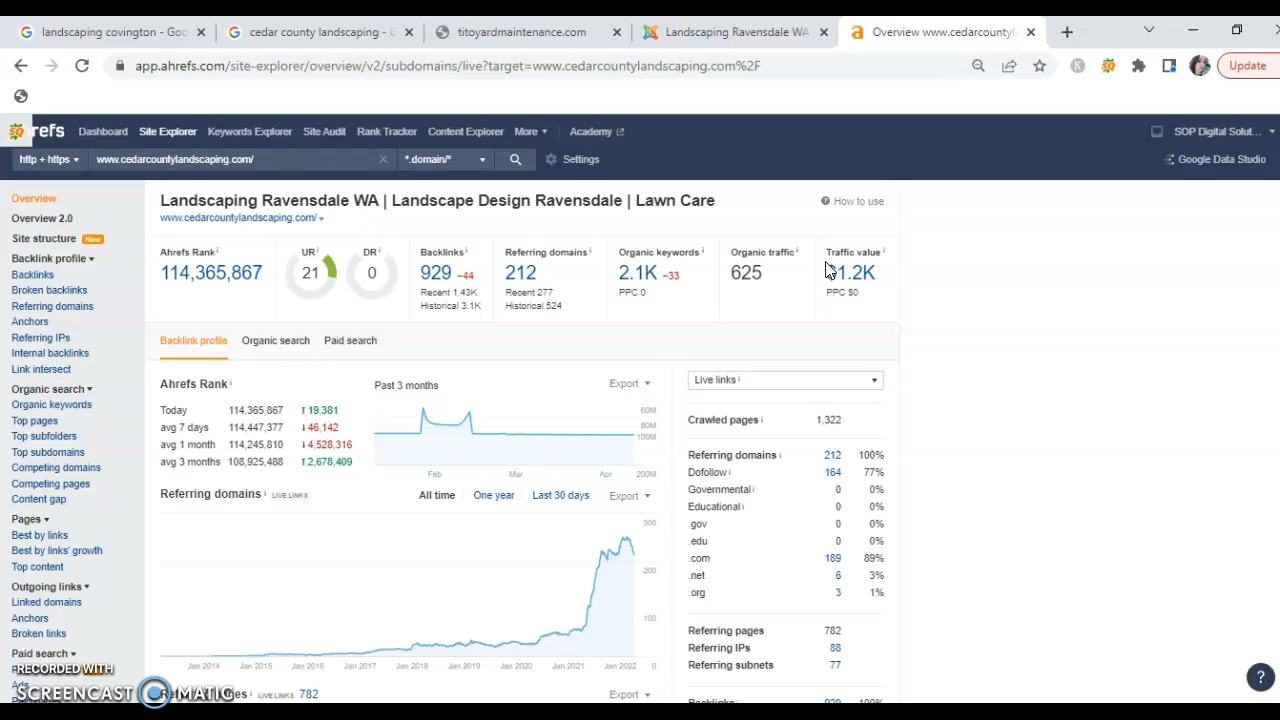 landscaping covington - Goo
cedar county landscaping - G
titoyardmaintenance.com
Landscaping Ravensdale WA
Overview www.cedarcountyl
app.ahrefs.com/site-explorer/overview/v2/subdomains/live?target=www.cedarcountylandscaping.com%2F
Update
refs
Dashboard
Site Explorer
Keywords Explorer
Site Audit
Rank Tracker
Content Explorer
More
Academy
SOP Digital Solut...
http + https
www.cedarcountylandscaping.com/
*.domain/*
Settings
Google Data Studio
Overview
Overview 2.0
Site structure New
Backlink profile
Backlinks
Broken backlinks
Referring domains
Anchors
Referring IPs
Internal backlinks
Link intersect
Organic search
Organic keywords
Top pages
Top subfolders
Top subdomains
Competing domains
Competing pages
Content gap
Pages
Best by links
Best by links' growth
Top content
Outgoing links
Linked domains
Anchors
Broken links
Paid search
Landscaping Ravensdale WA | Landscape Design Ravensdale | Lawn Care
How to use
www.cedarcountylandscaping.com/
Ahrefs Rank
114,365,867
UR
21
DR
0
Backlinks
929 -44
Recent 1.43K
Historical 3.1K
Referring domains
212
Recent 277
Historical 524
Organic keywords
2.1K -33
PPC 0
Organic traffic
625
Traffic value
1.2K
PPC $0
Backlink profile
Organic search
Paid search
Ahrefs Rank
Today 114,365,867 19,381
avg 7 days 114,447,377 46,142
avg 1 month 114,245,810 4,528,316
avg 3 months 108,925,488 2,678,409
Past 3 months
Export
60M
80M
100M
200M
Feb Mar Apr
Referring domains LIVE LINKS
All time One year Last 30 days
Export
300
200
100
0
Jan 2014 Jan 2015 Jan 2016 Jan 2017 Jan 2018 Jan 2019 Jan 2020 Jan 2021 Jan 2022
LIVE LINKS 782
Export
Live links
Crawled pages 1,322
Referring domains 212 100%
Dofollow 164 77%
Governmental 0 0%
Educational 0 0%
.gov 0 0%
.edu 0 0%
.com 189 89%
.net 6 3%
.org 3 1%
Referring pages 782
Referring IPs 88
Referring subnets 77
Backlinks 929 100%
RECORDED WITH
SCREENCAST MATIC